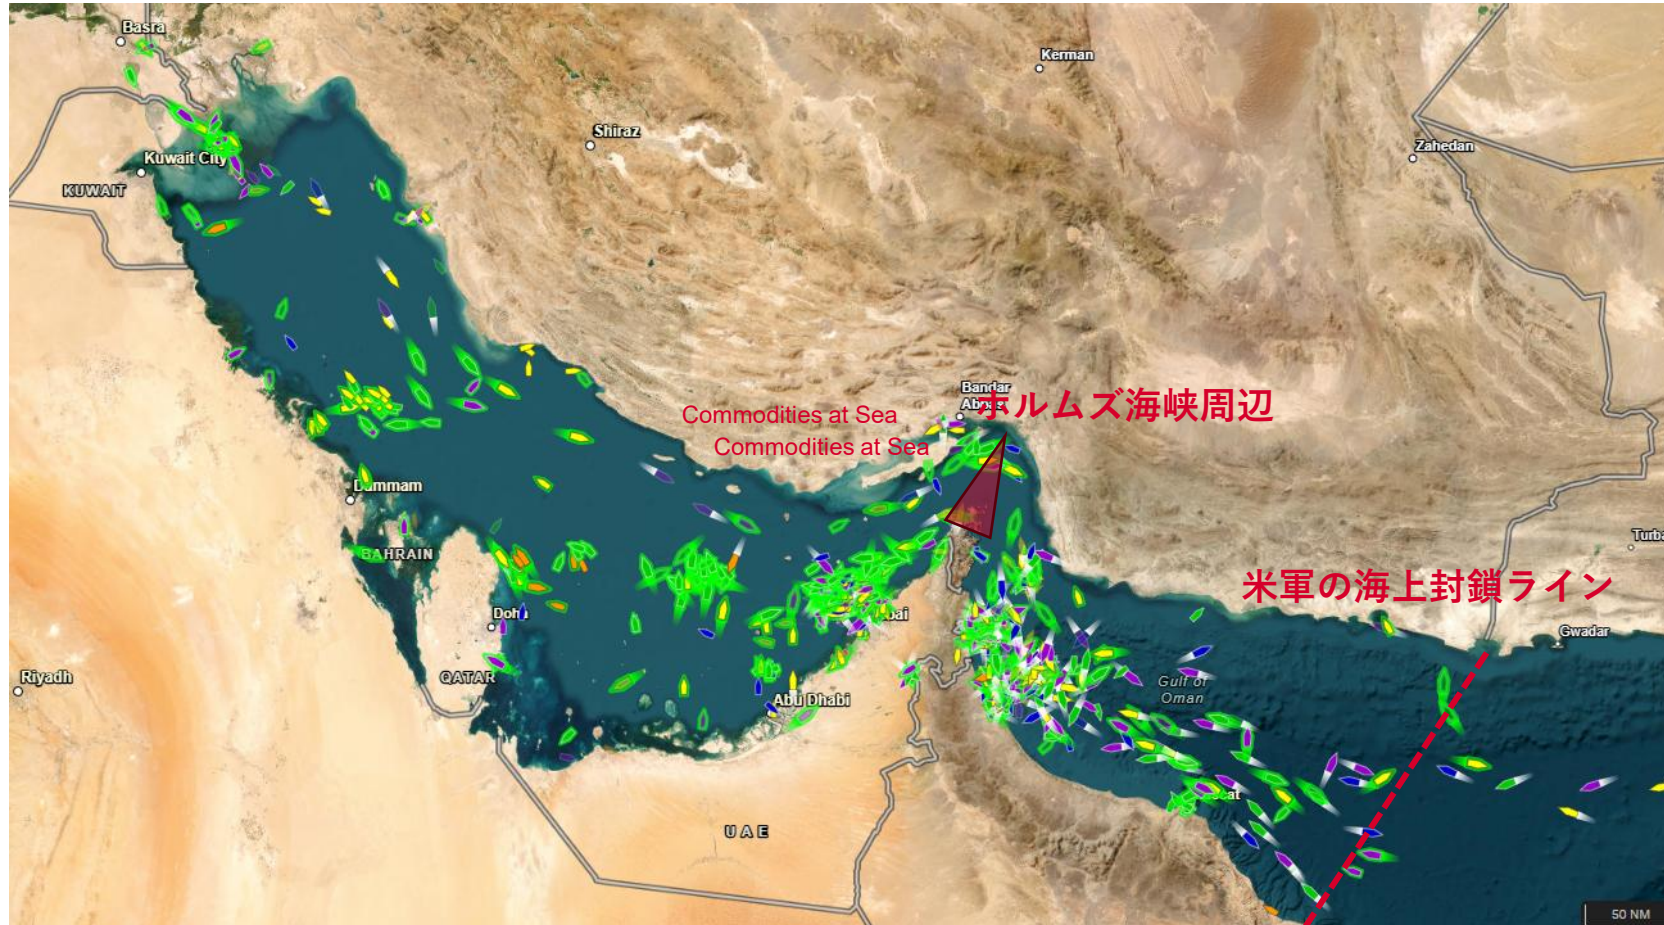 Basra
Kerman
Shiraz
Zahedan
Kuwait City
KUWAIT
Bandar
ホルムズ海峡周辺
Commodities at Sea
Commodities at Sea
Dammam
Turb
BAHRAIN
米軍の海上封鎖ライン
Doha
Gwadar
Riyadh
QATAR
Gulf of
Oman
Abu Dhabi
UAE
50 NM